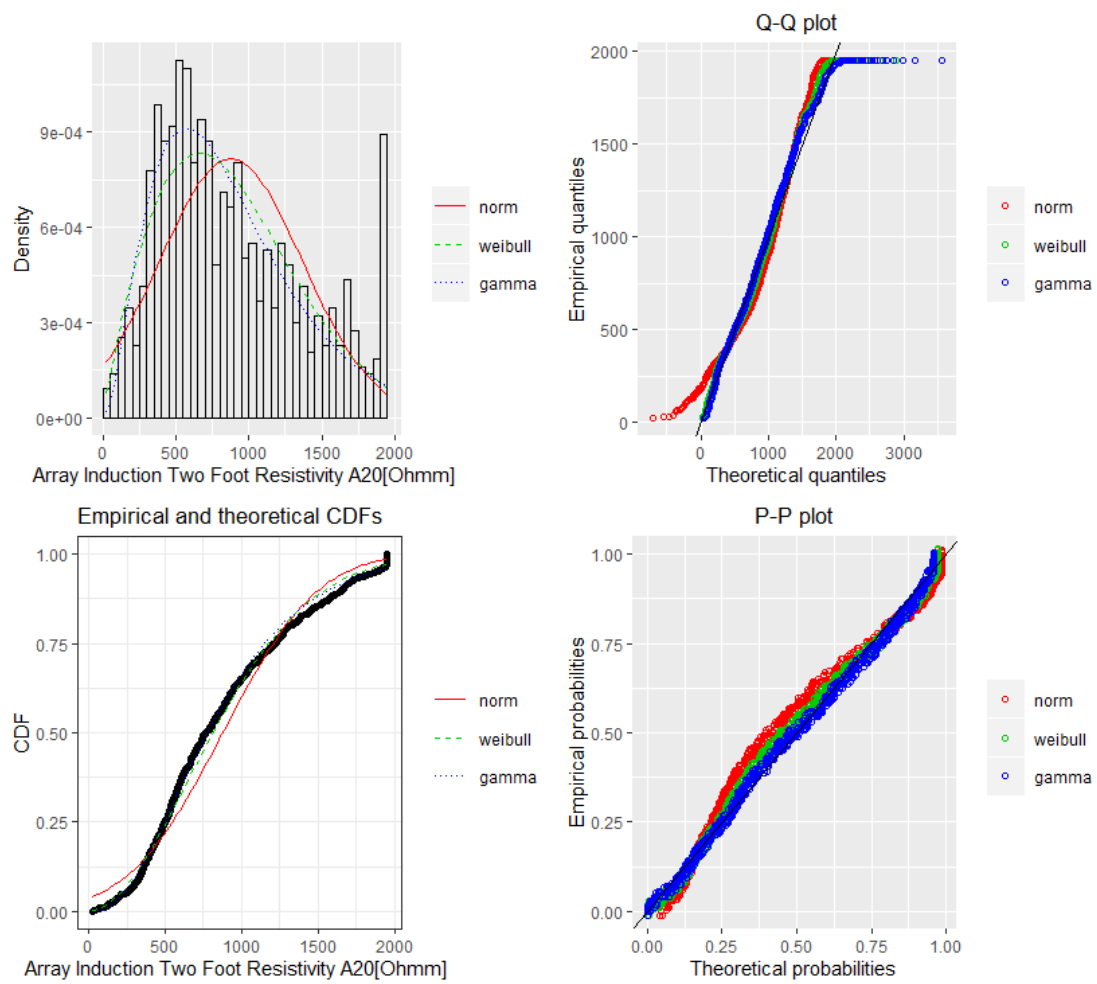 9e-04
6e-04
3e-04
0e+00
Density
0
500
1000
1500
2000
Array Induction Two Foot Resistivity A20[Ohmm]
norm
weibull
gamma
Q-Q plot
2000
1500
1000
500
0
Empirical quantiles
0
1000
2000
3000
Theoretical quantiles
norm
weibull
gamma
Empirical and theoretical CDFs
1.00
0.75
0.50
0.25
0.00
CDF
0
500
1000
1500
2000
Array Induction Two Foot Resistivity A20[Ohmm]
norm
weibull
gamma
P-P plot
1.00
0.75
0.50
0.25
0.00
Empirical probabilities
0.00
0.25
0.50
0.75
1.00
Theoretical probabilities
norm
weibull
gamma